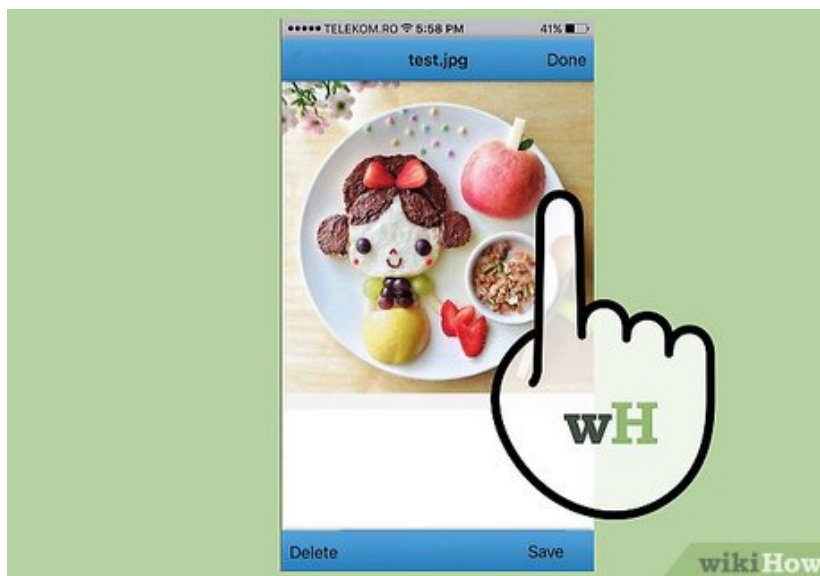 ●●●●● TELEKOM.RO 5:58 PM 41%
test.jpg Done
wH
Delete Save
wikiHow